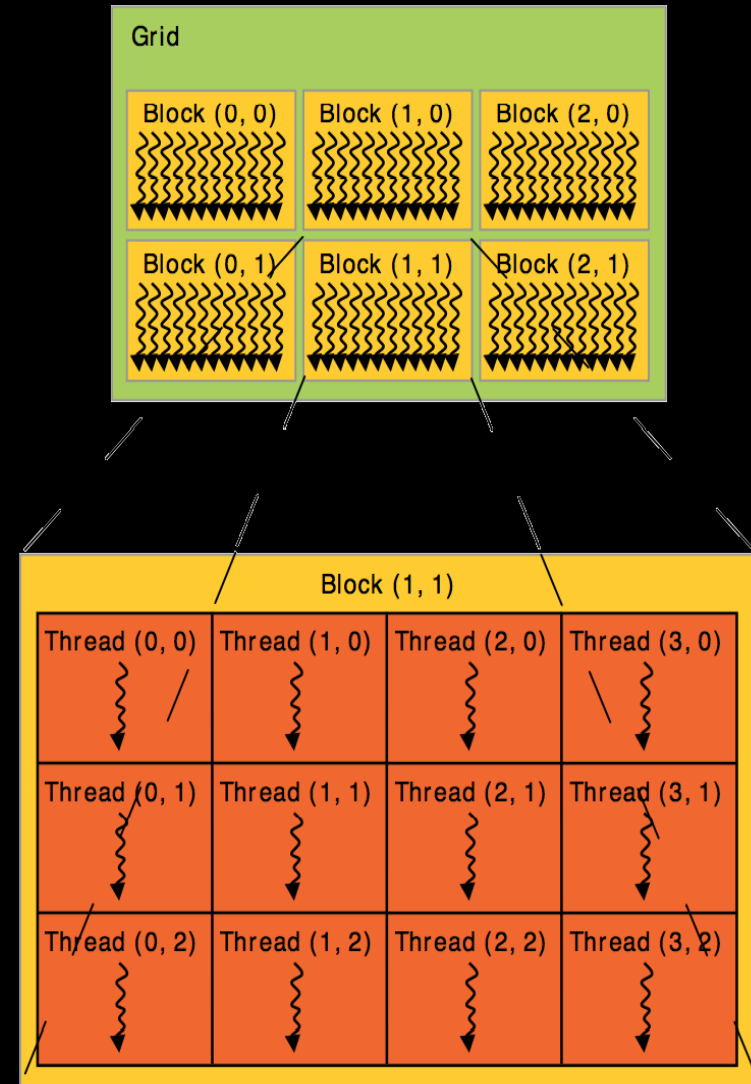 Grid
Block (0, 0) Block (1, 0) Block (2, 0)
Block (0, 1) Block (1, 1) Block (2, 1)
Block (1, 1)
Thread (0, 0) Thread (1, 0) Thread (2, 0) Thread (3, 0)
Thread (0, 1) Thread (1, 1) Thread (2, 1) Thread (3, 1)
Thread (0, 2) Thread (1, 2) Thread (2, 2) Thread (3, 2)